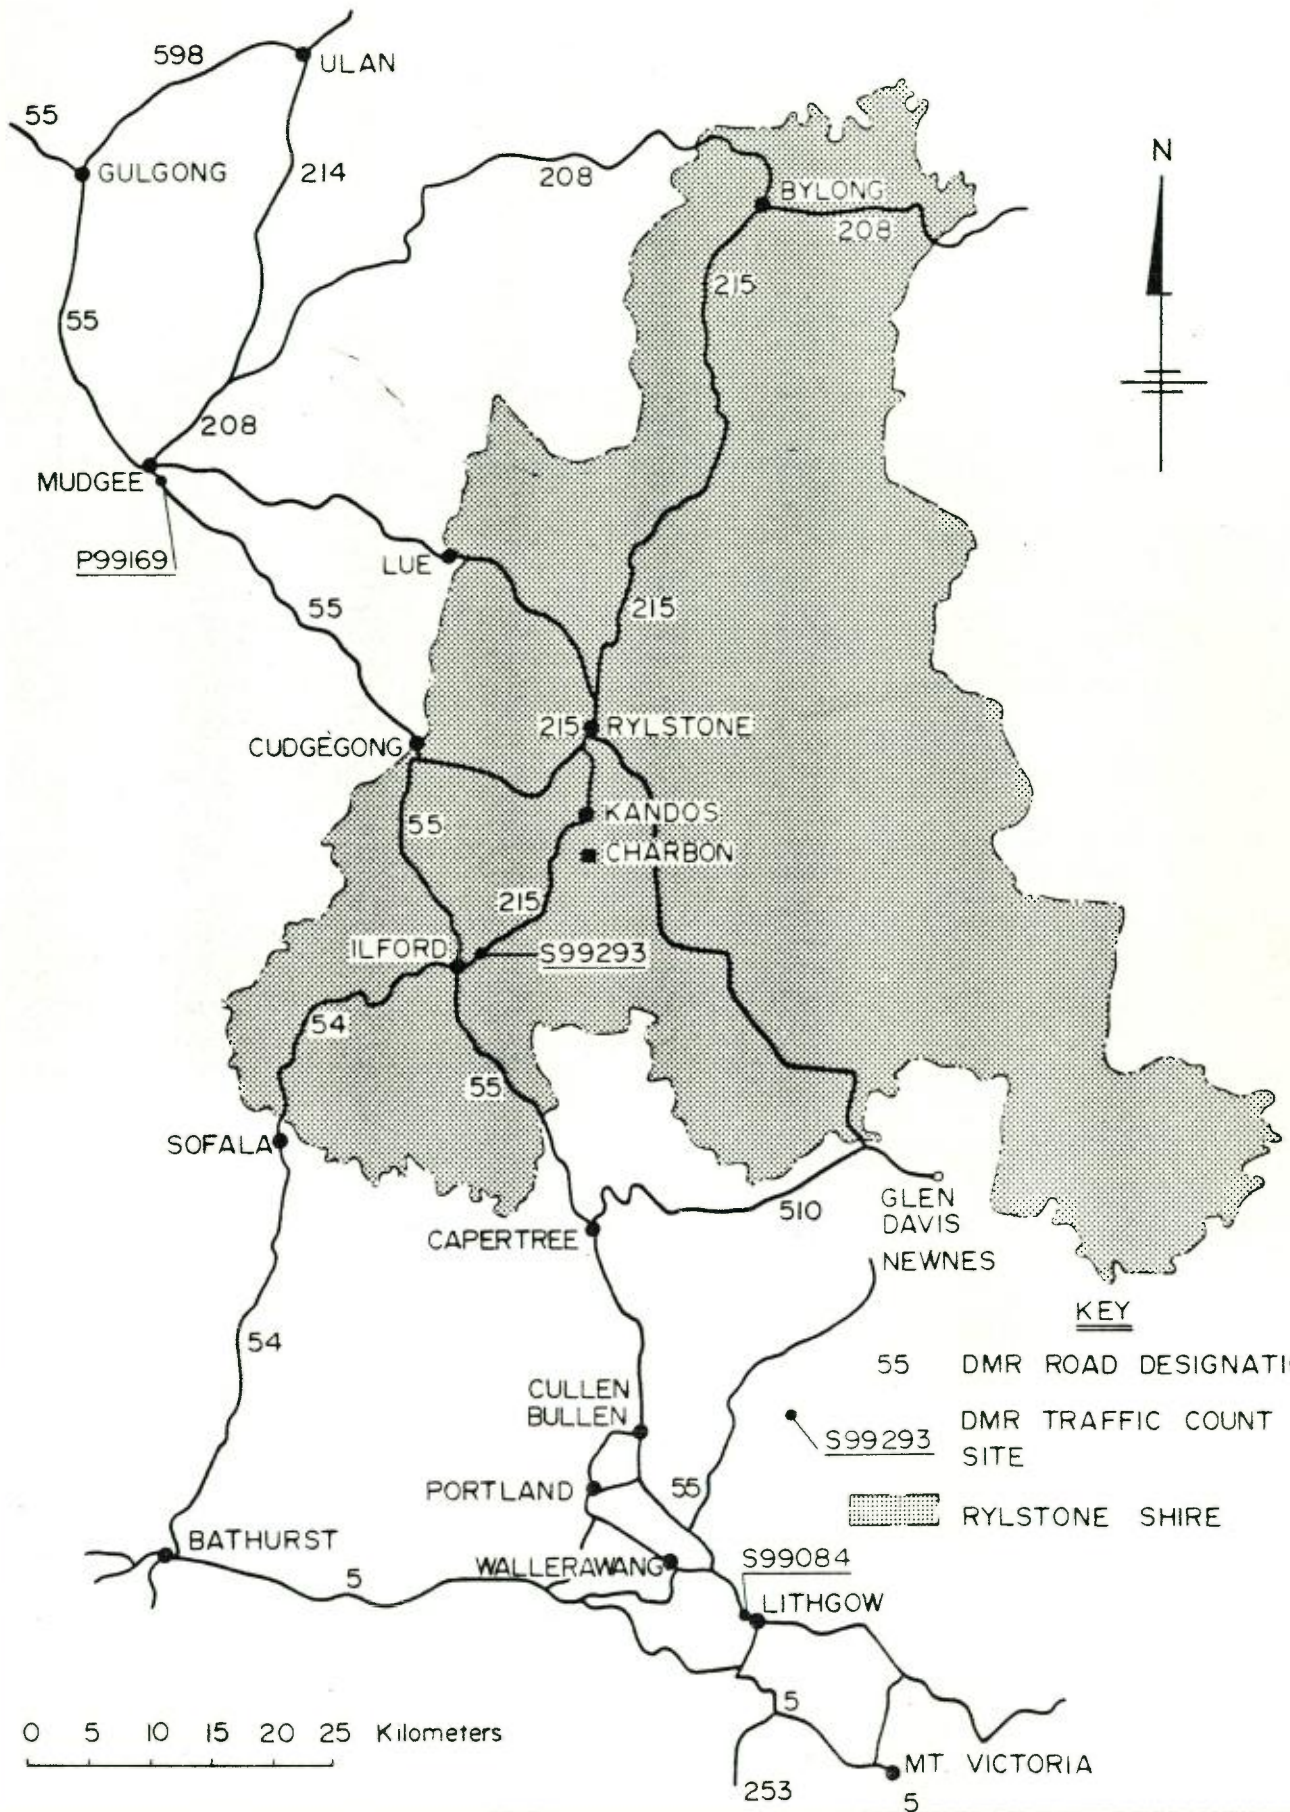 598
ULAN
55
GULGONG
214
208
BYLONG
208
N
215
55
208
MUDGEE
P99169
LUE
55
215
215
RYLSTONE
CUDGEGONG
KANDOS
55
CHARBON
215
ILFORD
S99293
54
55
SOFALA
510
GLEN
DAVIS
CAPERTREE
NEWNES
KEY
54
55 DMR ROAD DESIGNATI
CULLEN
BULLEN
DMR TRAFFIC COUNT
S99293
SITE
PORTLAND
55
RYLSTONE SHIRE
BATHURST
WALLERAWANG
S99084
5
LITHGOW
5
0 5 10 15 20 25 Kilometers
MT. VICTORIA
253
5